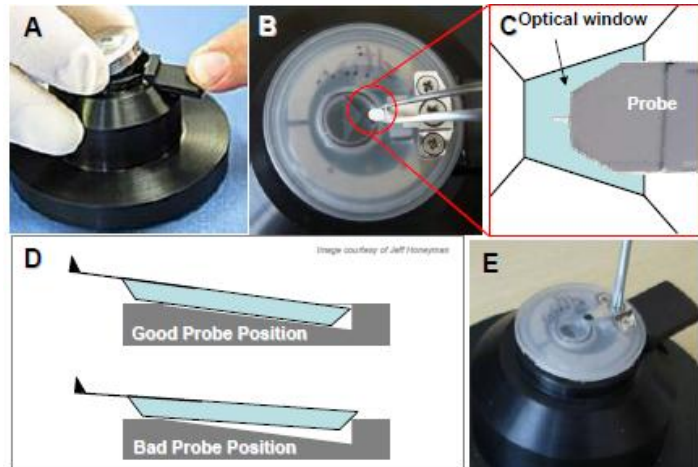 A
B
C
Optical window
Probe
D
Image courtesy of Jeff Honeyman
Good Probe Position
Bad Probe Position
E